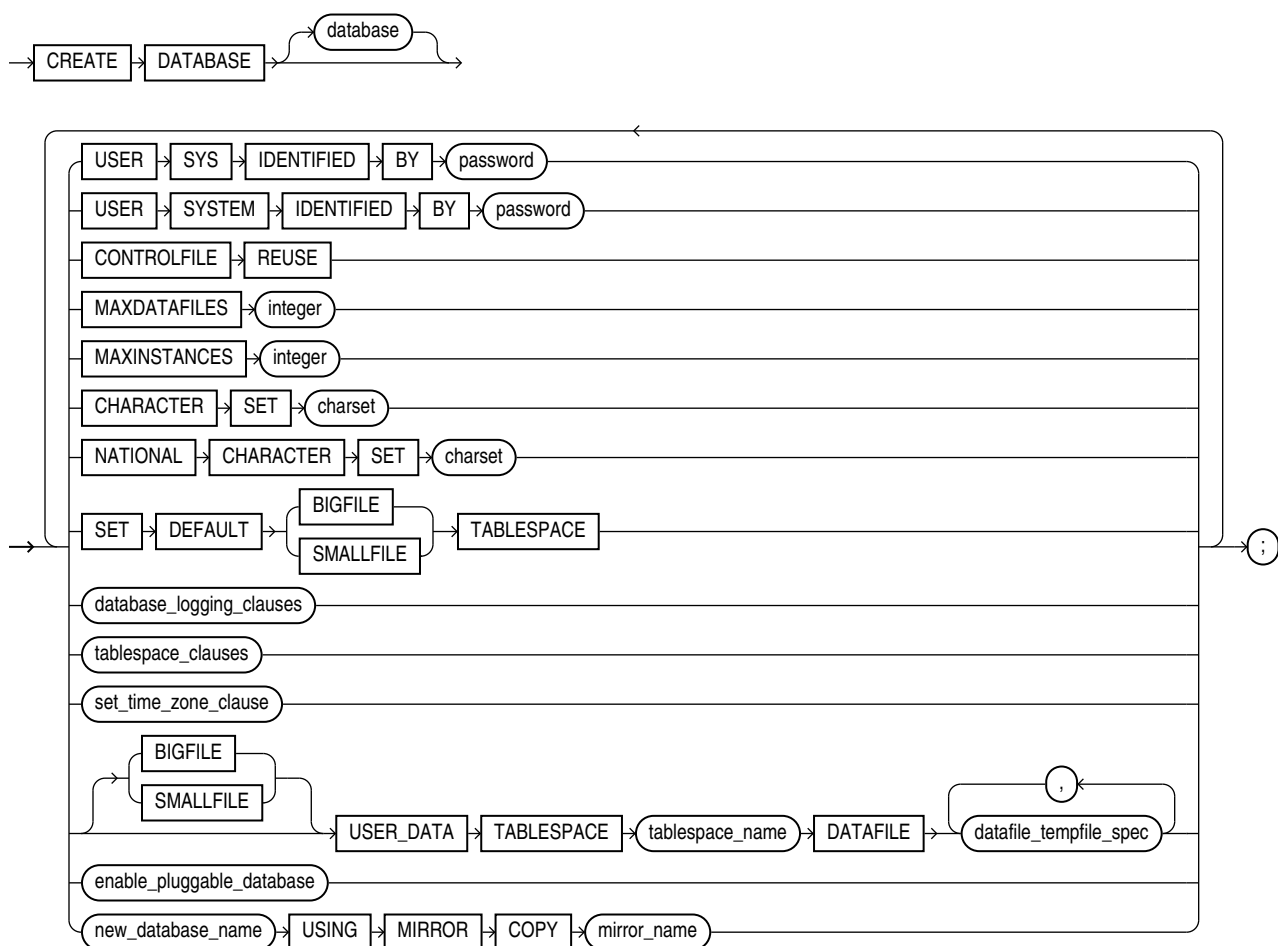 database
CREATE DATABASE
USER SYS IDENTIFIED BY password
USER SYSTEM IDENTIFIED BY password
CONTROLFILE REUSE
MAXDATAFILES integer
MAXINSTANCES integer
CHARACTER SET charset
NATIONAL CHARACTER SET charset
BIGFILE
SET DEFAULT TABLESPACE
SMALLFILE
;
database_logging_clauses
tablespace_clauses
set_time_zone_clause
BIGFILE
SMALLFILE
,
USER_DATA TABLESPACE tablespace_name DATAFILE datafile_tempfile_spec
enable_pluggable_database
new_database_name USING MIRROR COPY mirror_name